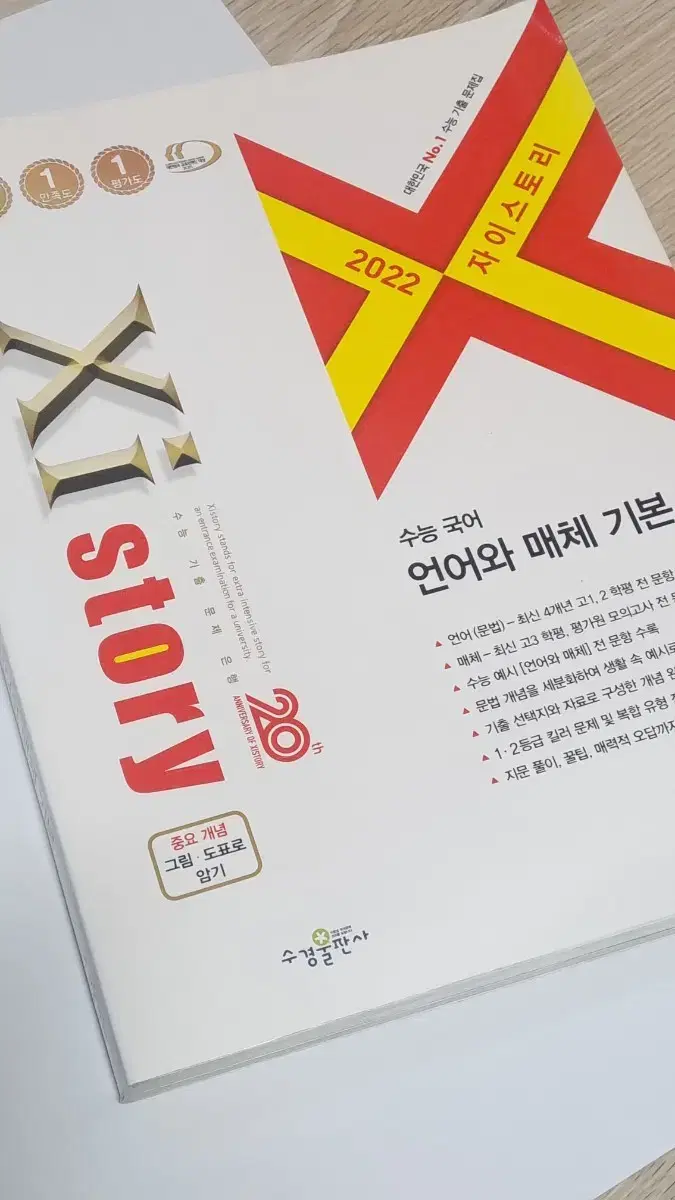 대한민국 No.1 수능 기출 문제집
2022
자이스토리
1
만족도
1
평가도
Xi
story
Xistory stands for extra intensive story for
an entrance examination for a university.
수능 기출 문제 은행
20th
ANNIVERSARY OF XISTORY
중요 개념
그림·도표로
암기
수능 국어
언어와 매체 기본
언어(문법) – 최신 4개년 고1, 2 학평 전 문항
매체 – 최신 고3 학평, 평가원 모의고사 전
수능 예시 [언어와 매체] 전 문항 수록
문법 개념을 세분화하여 생활 속 예시로
기출 선택지와 자료로 구성한 개념
1·2등급 킬러 문제 및 복합 유형
지문 풀이, 꿀팁, 매력적 오답까지
수경출판사